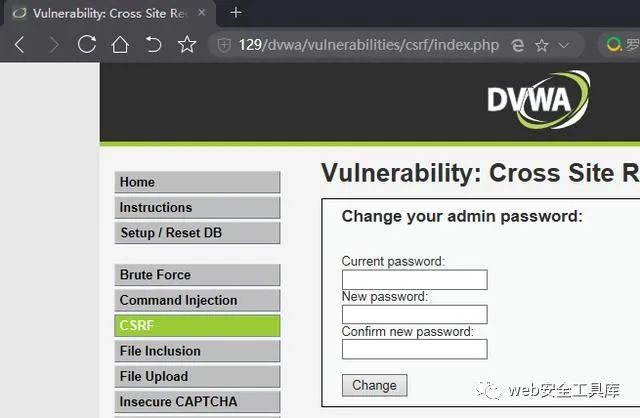 Vulnerability: Cross Site Re
129/dvwa/vulnerabilities/csrf/index.php
罗
DVWA
Home
Instructions
Setup / Reset DB
Brute Force
Command Injection
CSRF
File Inclusion
File Upload
Insecure CAPTCHA
Vulnerability: Cross Site R
Change your admin password:
Current password:
New password:
Confirm new password:
Change
web安全工具库